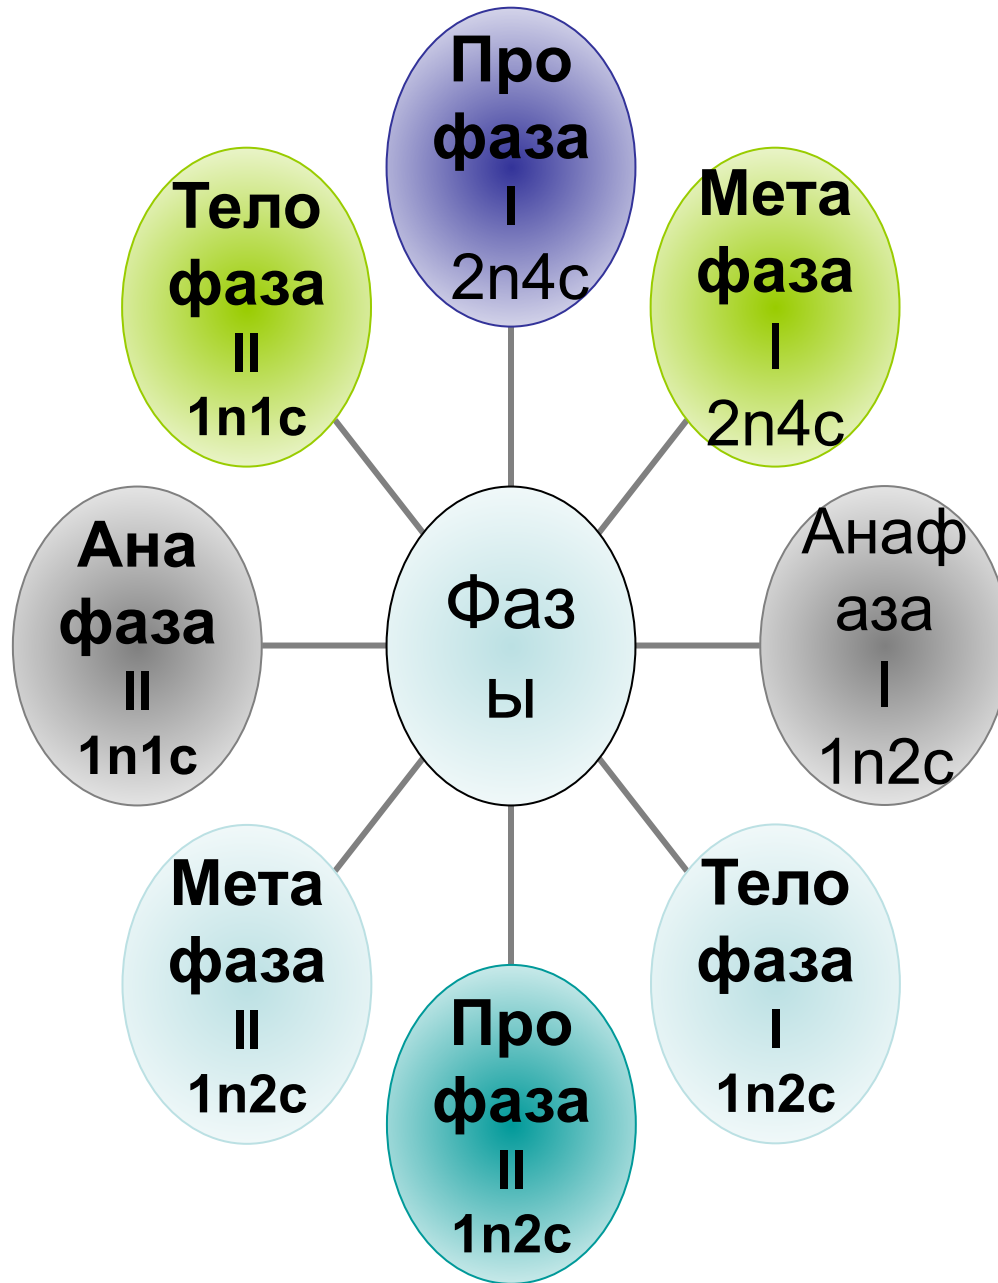 Про
фаза
I
2n4c
Мета
фаза
I
2n4c
Анаф
аза
I
1n2c
Тело
фаза
I
1n2c
Про
фаза
II
1n2c
Мета
фаза
II
1n2c
Ана
фаза
II
1n1c
Тело
фаза
II
1n1c
Фаз
ы